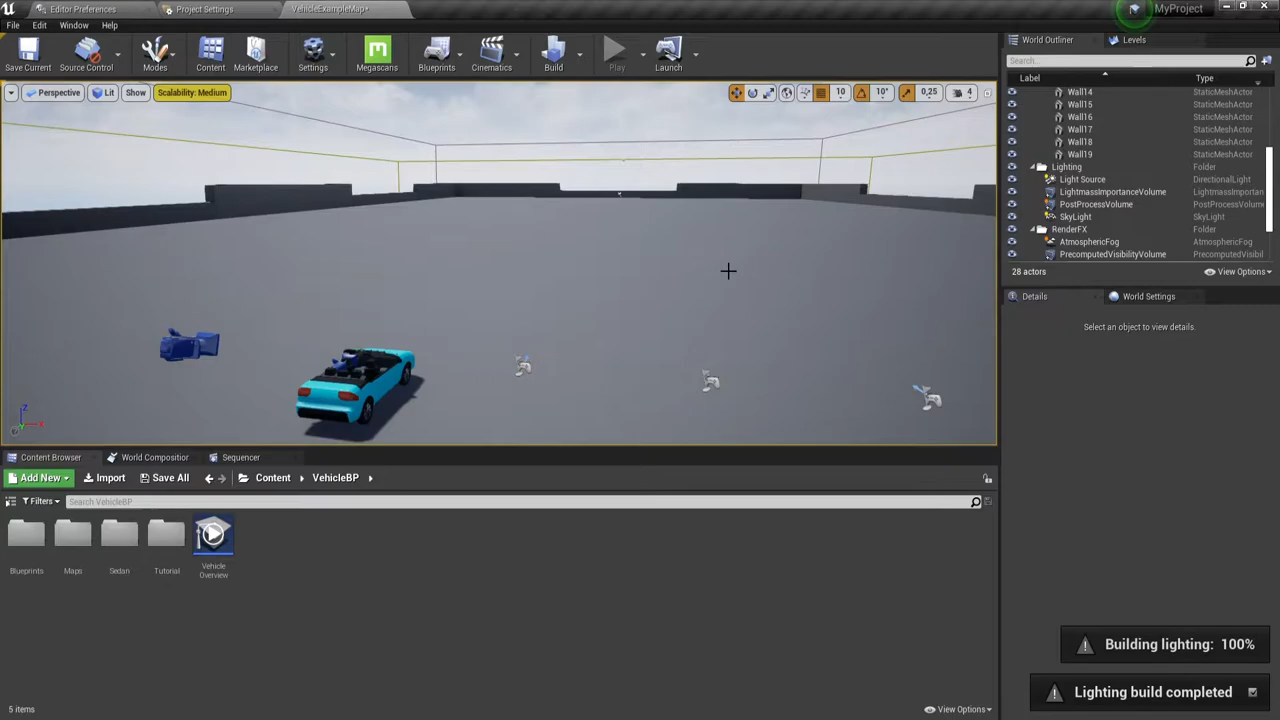 Editor Preferences
Project Settings
VehicleExampleMap*
MyProject
File Edit Window Help
Save Current
Source Control
Modes
Content
Marketplace
Settings
Megascans
Blueprints
Cinematics
Build
Play
Launch
World Outliner
Levels
Search...
Label Type
Perspective Lit Show Scalability: Medium
10 10° 0,25 4
Wall14 StaticMeshActor
Wall15 StaticMeshActor
Wall16 StaticMeshActor
Wall17 StaticMeshActor
Wall18 StaticMeshActor
Wall19 StaticMeshActor
Lighting Folder
Light Source DirectionalLight
LightmassImportanceVolume LightmassImportan
PostProcessVolume PostProcessVolum
SkyLight SkyLight
RenderFX Folder
AtmosphericFog AtmosphericFog
PrecomputedVisibilityVolume PrecomputedVisibil
28 actors View Options
Details World Settings
Select an object to view details.
Content Browser World Compositior Sequencer
Add New Import Save All Content VehicleBP
Filters Search VehicleBP
Blueprints
Maps
Sedan
Tutorial
Vehicle
Overview
5 items View Options
Building lighting: 100%
Lighting build completed